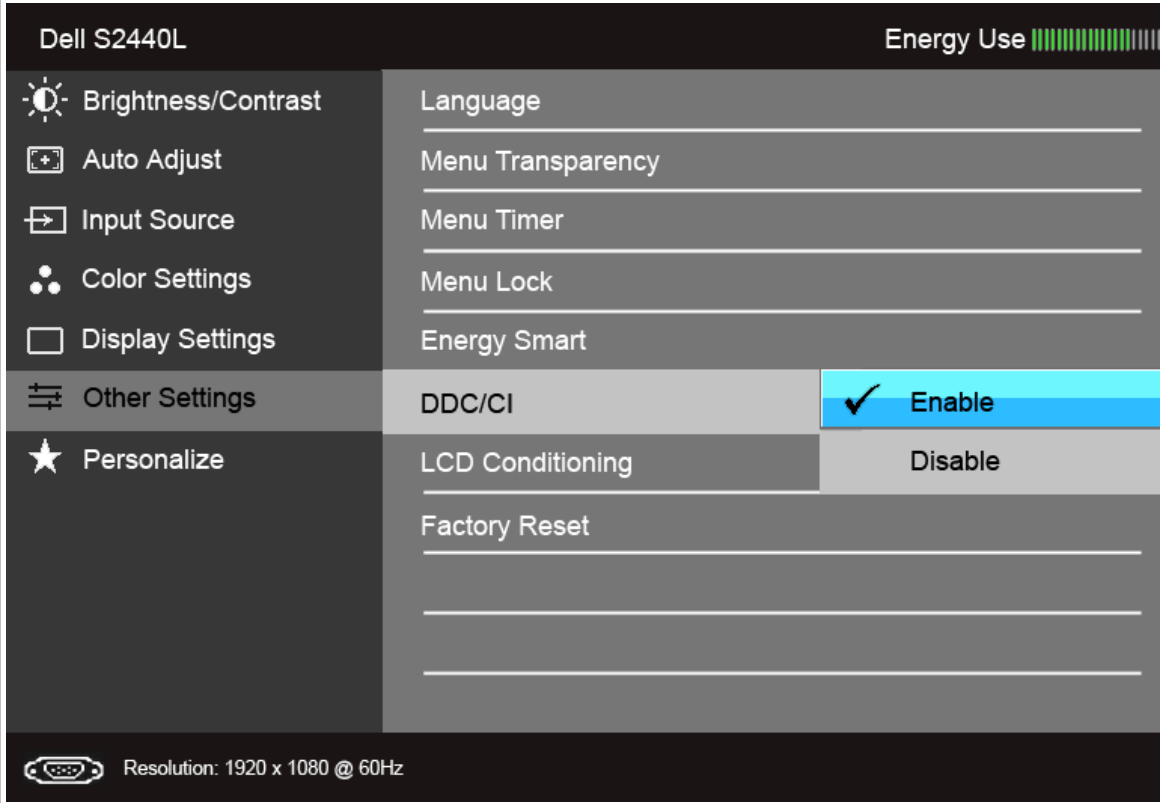 Dell S2440L
Energy Use
Brightness/Contrast
Auto Adjust
Input Source
Color Settings
Display Settings
Other Settings
Personalize
Language
Menu Transparency
Menu Timer
Menu Lock
Energy Smart
DDC/CI
Enable
Disable
LCD Conditioning
Factory Reset
Resolution: 1920 x 1080 @ 60Hz